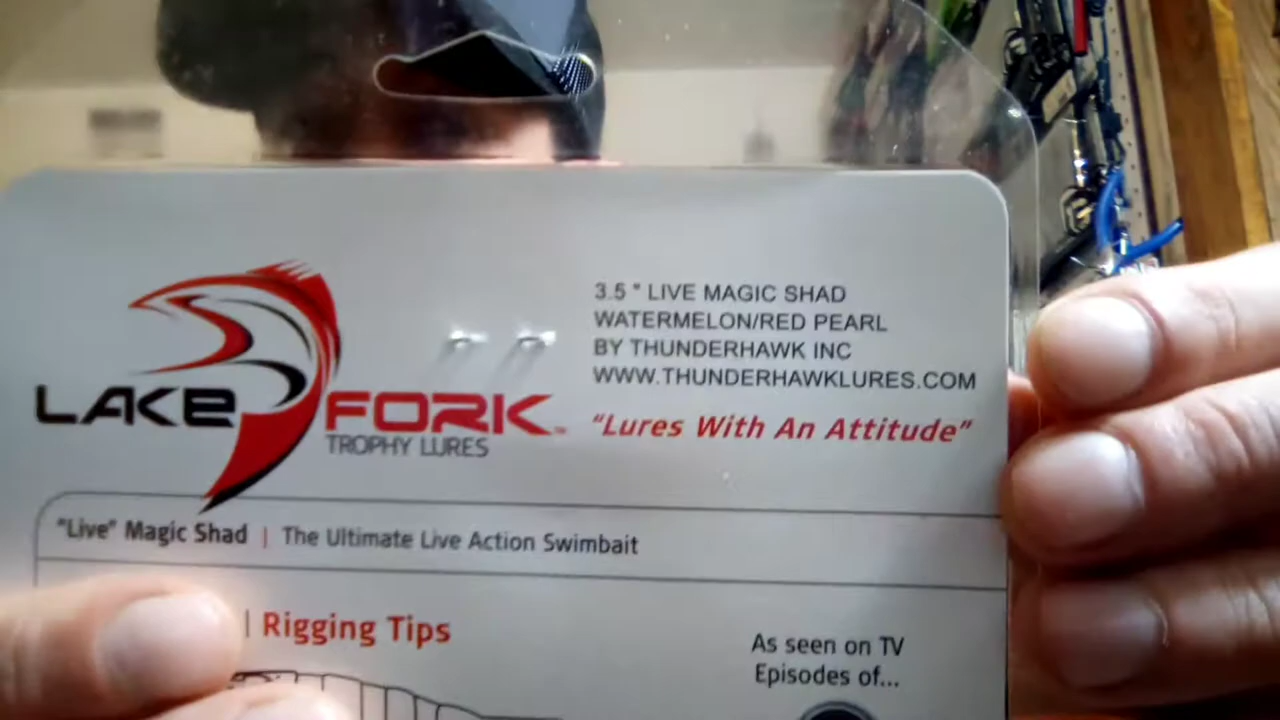 3.5 " LIVE MAGIC SHAD
WATERMELON/RED PEARL
BY THUNDERHAWK INC
WWW.THUNDERHAWKLURES.COM
LAKE FORK™
TROPHY LURES
"Lures With An Attitude"
"Live" Magic Shad | The Ultimate Live Action Swimbait
| Rigging Tips
As seen on TV
Episodes of...